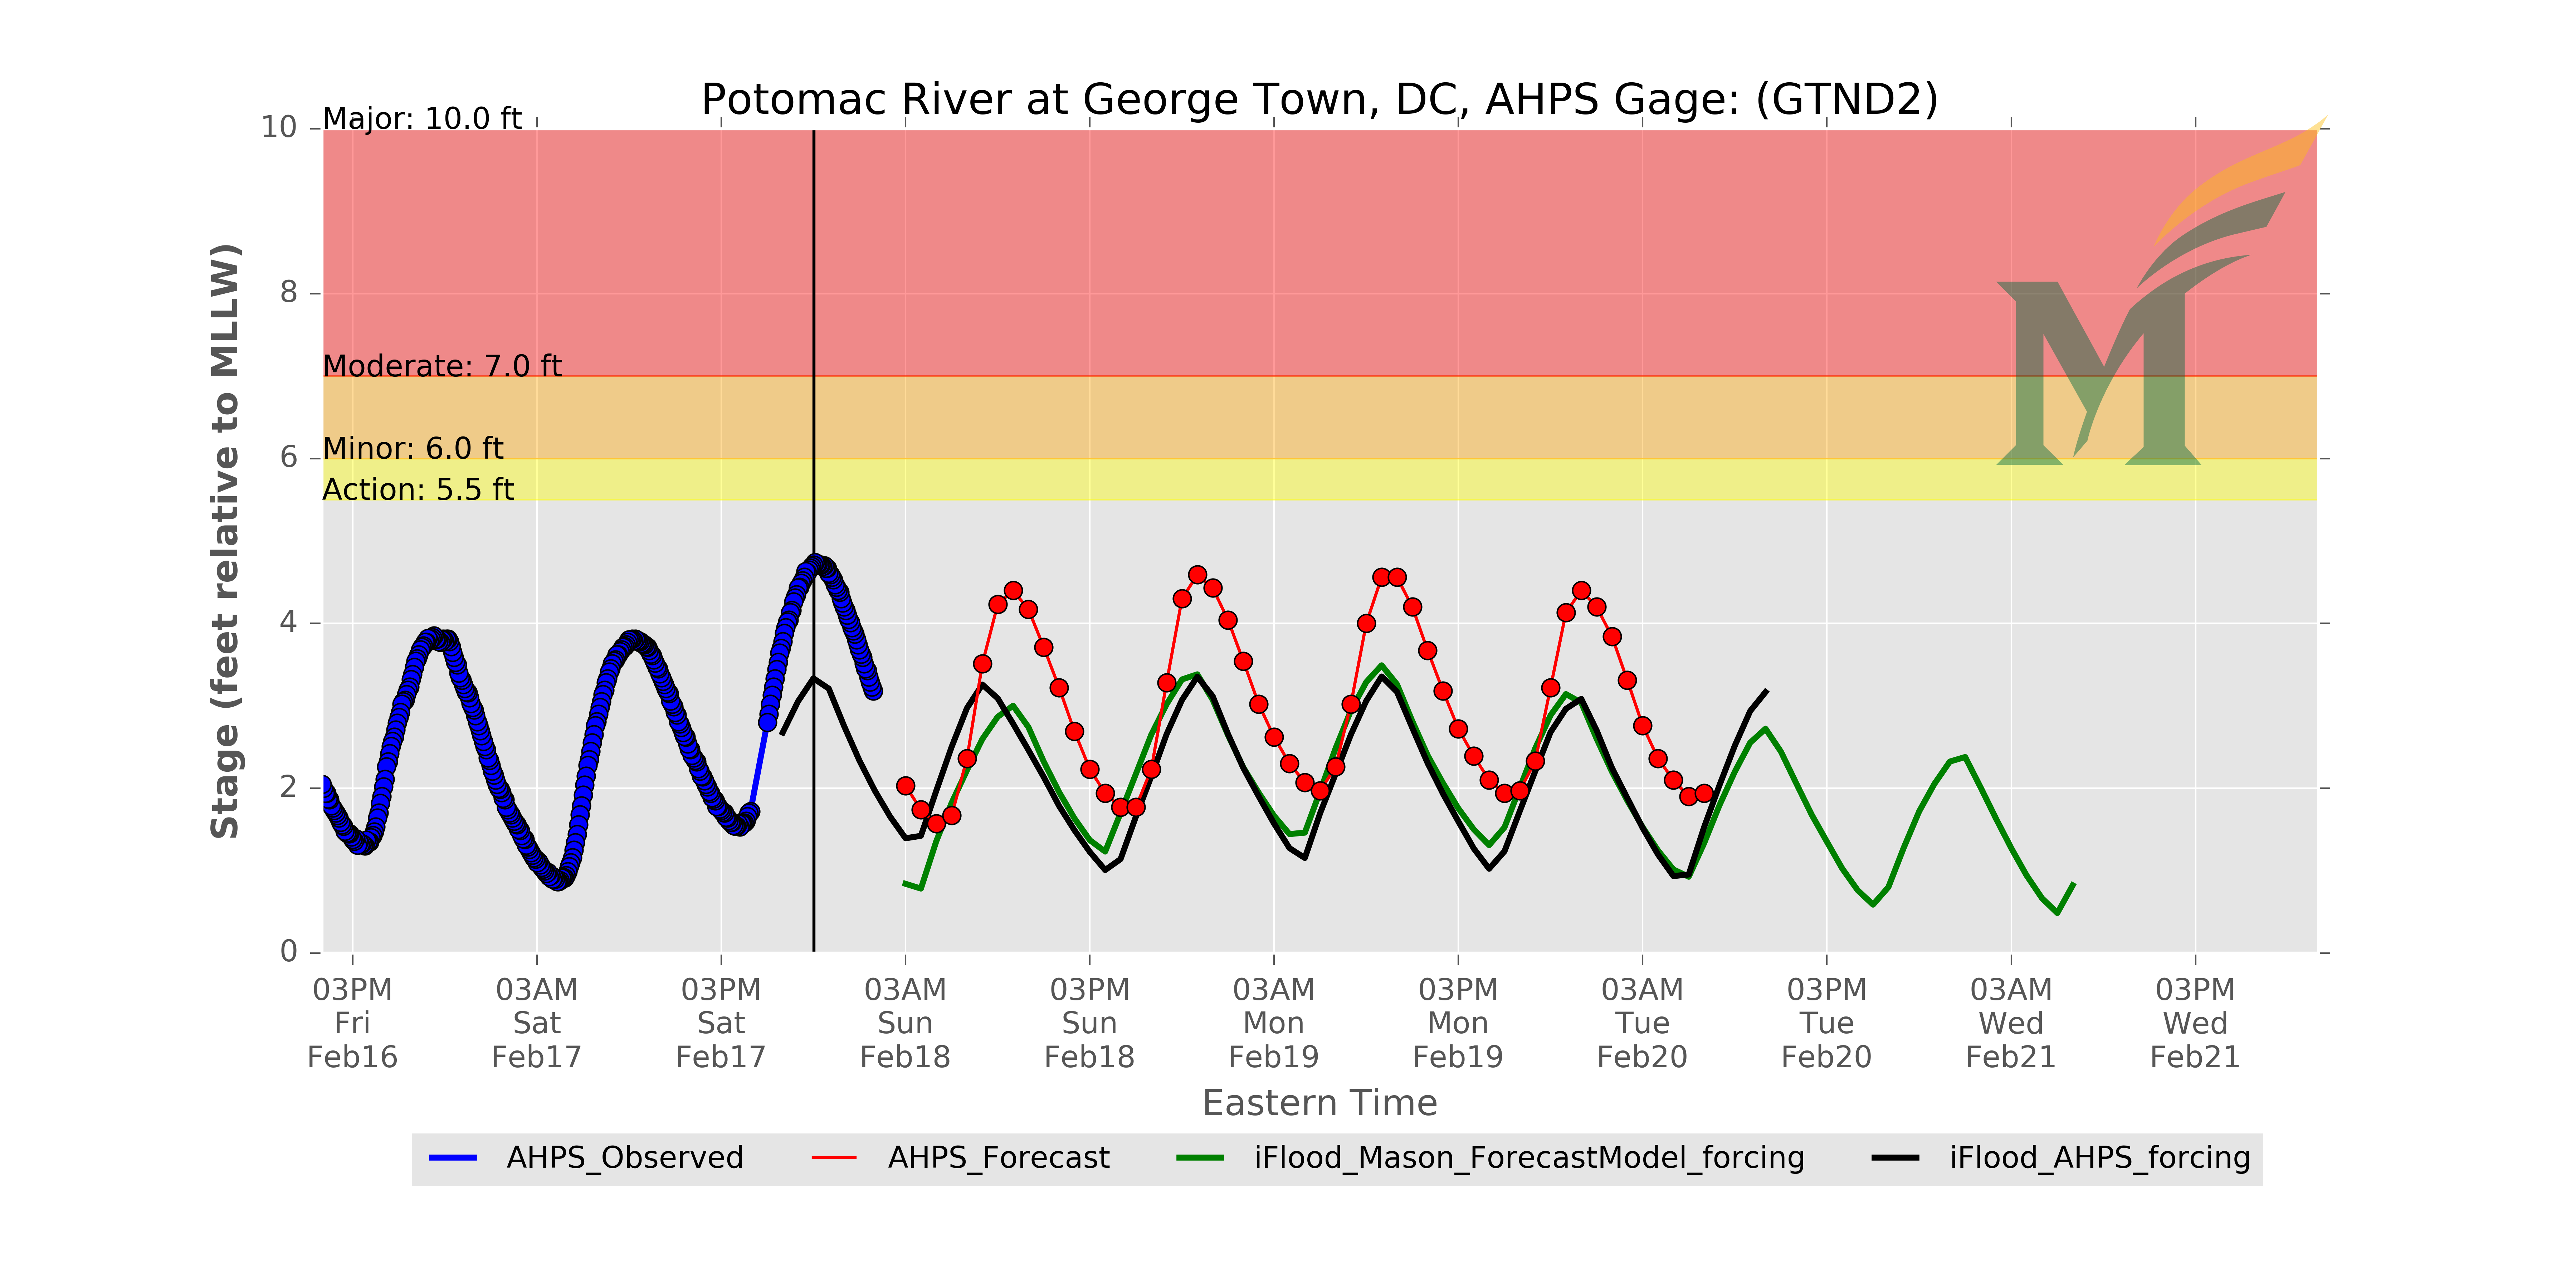 Potomac River at George Town, DC, AHPS Gage: (GTND2)
Stage (feet relative to MLLW)
10
8
6
4
2
0
Major: 10.0 ft
Moderate: 7.0 ft
Minor: 6.0 ft
Action: 5.5 ft
M
03PM
Fri
Feb16
03AM
Sat
Feb17
03PM
Sat
Feb17
03AM
Sun
Feb18
03PM
Sun
Feb18
03AM
Mon
Feb19
03PM
Mon
Feb19
03AM
Tue
Feb20
03PM
Tue
Feb20
03AM
Wed
Feb21
03PM
Wed
Feb21
Eastern Time
AHPS_Observed
AHPS_Forecast
iFlood_Mason_ForecastModel_forcing
iFlood_AHPS_forcing